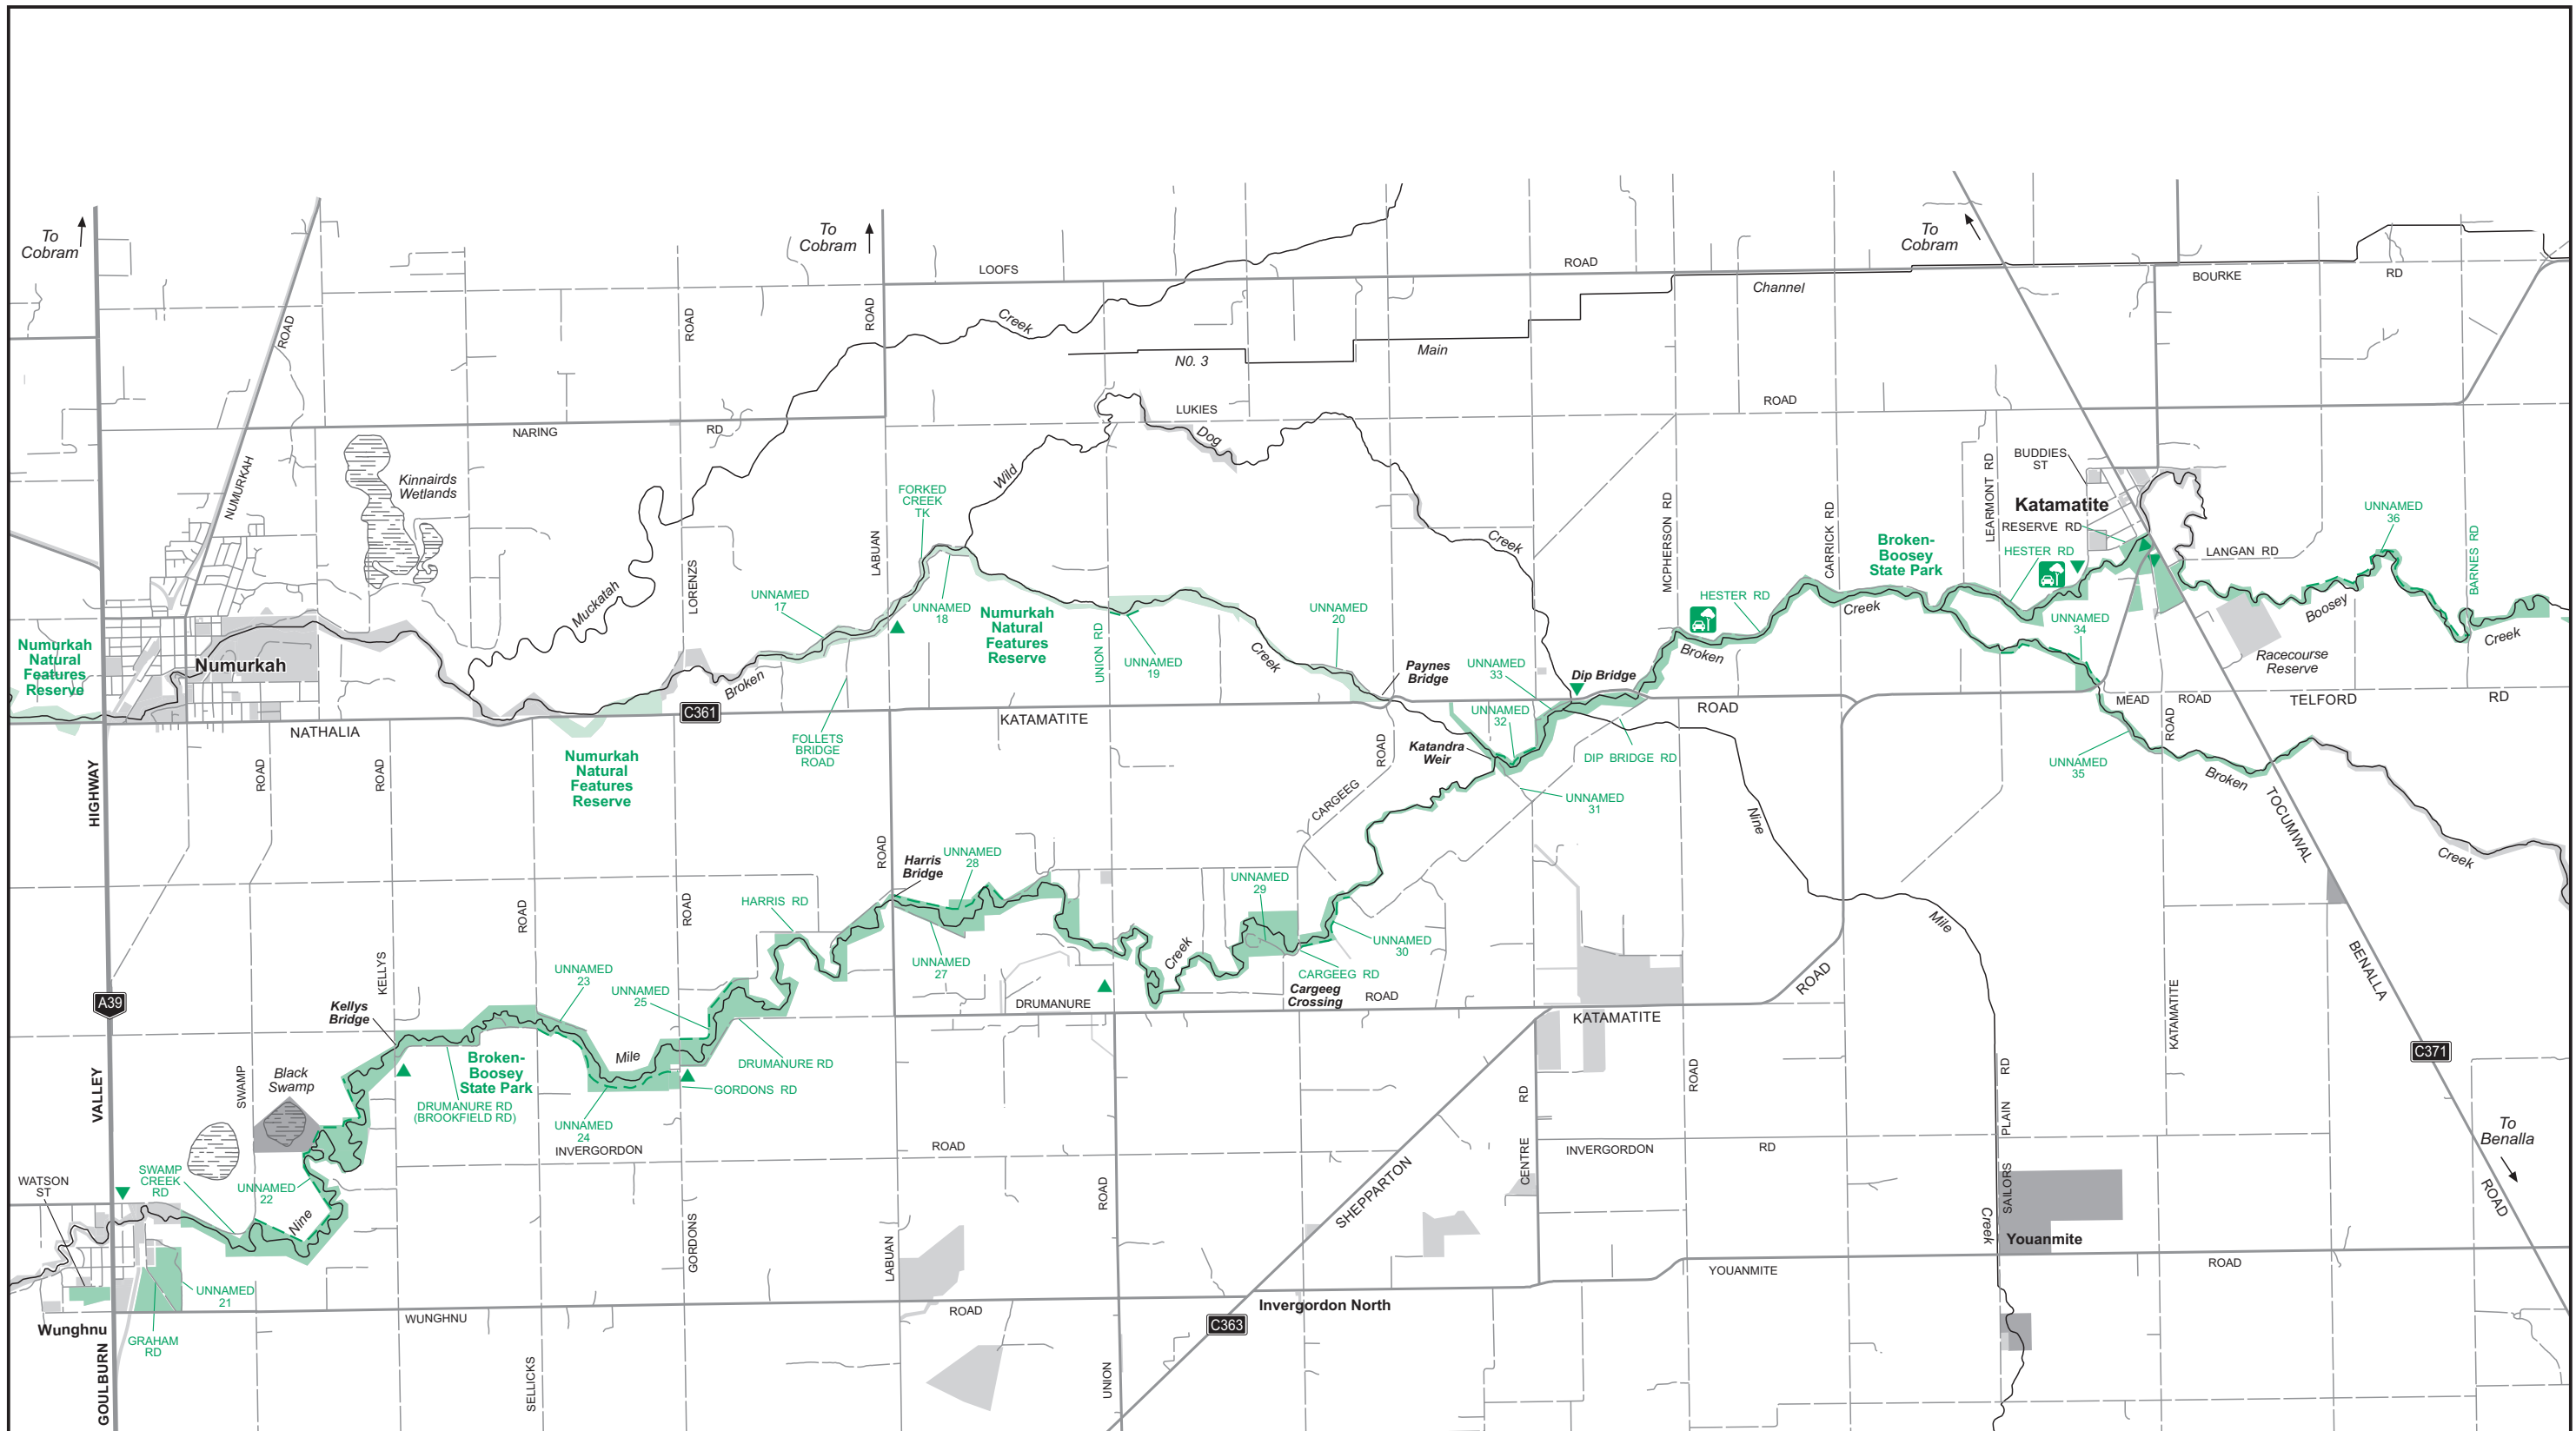 To
Cobram
To
Cobram
To
Cobram
LOOFS
ROAD
BOURKE
RD
Channel
Creek
ROAD
ROAD
ROAD
N0. 3
Main
NARING
RD
LUKIES
ROAD
Dog
Wild
Kinnairds
Wetlands
NUMURKAH
FORKED
CREEK
TK
LABUAN
Creek
MCPHERSON RD
CARRICK RD
LEARMONT RD
BUDDIES
ST
Katamatite
RESERVE RD
HESTER RD
LANGAN RD
UNNAMED
36
BARNES RD
Broken-
Boosey
State Park
Muckatah
LORENZS
UNNAMED
17
UNNAMED
18
Numurkah
Natural
Features
Reserve
UNION RD
UNNAMED
19
UNNAMED
20
Creek
HESTER RD
Creek
Broken
UNNAMED
34
Boosey
Creek
Racecourse
Reserve
Numurkah
Natural
Features
Reserve
Numurkah
Broken
Paynes
Bridge
UNNAMED
33
Dip Bridge
C361
NATHALIA
KATAMATITE
ROAD
MEAD
ROAD
TELFORD
RD
UNNAMED
32
Katandra
Weir
DIP BRIDGE RD
UNNAMED
31
FOLLETS
BRIDGE
ROAD
Numurkah
Natural
Features
Reserve
ROAD
UNNAMED
35
Broken
Creek
TOCUMWAL
HIGHWAY
ROAD
ROAD
ROAD
CARGEEG
Nine
Harris
Bridge
UNNAMED
28
ROAD
UNNAMED
29
HARRIS RD
ROAD
ROAD
UNNAMED
27
Creek
UNNAMED
30
CARGEEG RD
Cargeeg
Crossing
DRUMANURE
ROAD
KATAMATITE
ROAD
Mile
BENALLA
KATAMATITE
C371
A39
KELLYS
Kellys
Bridge
UNNAMED
23
UNNAMED
25
Mile
Broken-
Boosey
State Park
DRUMANURE RD
GORDONS RD
DRUMANURE RD
(BROOKFIELD RD)
UNNAMED
24
INVERGORDON
ROAD
Black
Swamp
SWAMP
VALLEY
ROAD
RD
CENTRE
INVERGORDON
RD
RD
PLAIN
SAILORS
To
Benalla
ROAD
WATSON
ST
SWAMP
CREEK
RD
UNNAMED
22
Nine
GORDONS
LABUAN
ROAD
SHEPPARTON
Creek
Youanmite
YOUANMITE
ROAD
UNNAMED
21
Wunghnu
GRAHAM
RD
WUNGHNU
ROAD
Invergordon North
C363
GOULBURN
SELLICKS
UNION